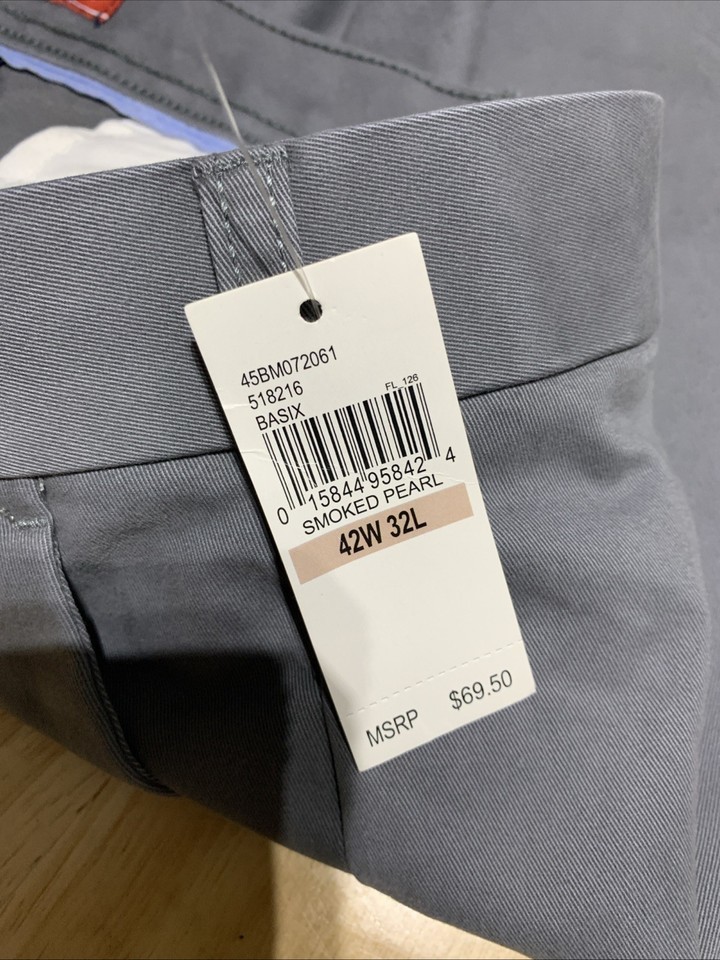 45BM072061
518216
BASIX
FL 126
0 15844 95842 4
SMOKED PEARL
42W 32L
MSRP $69.50